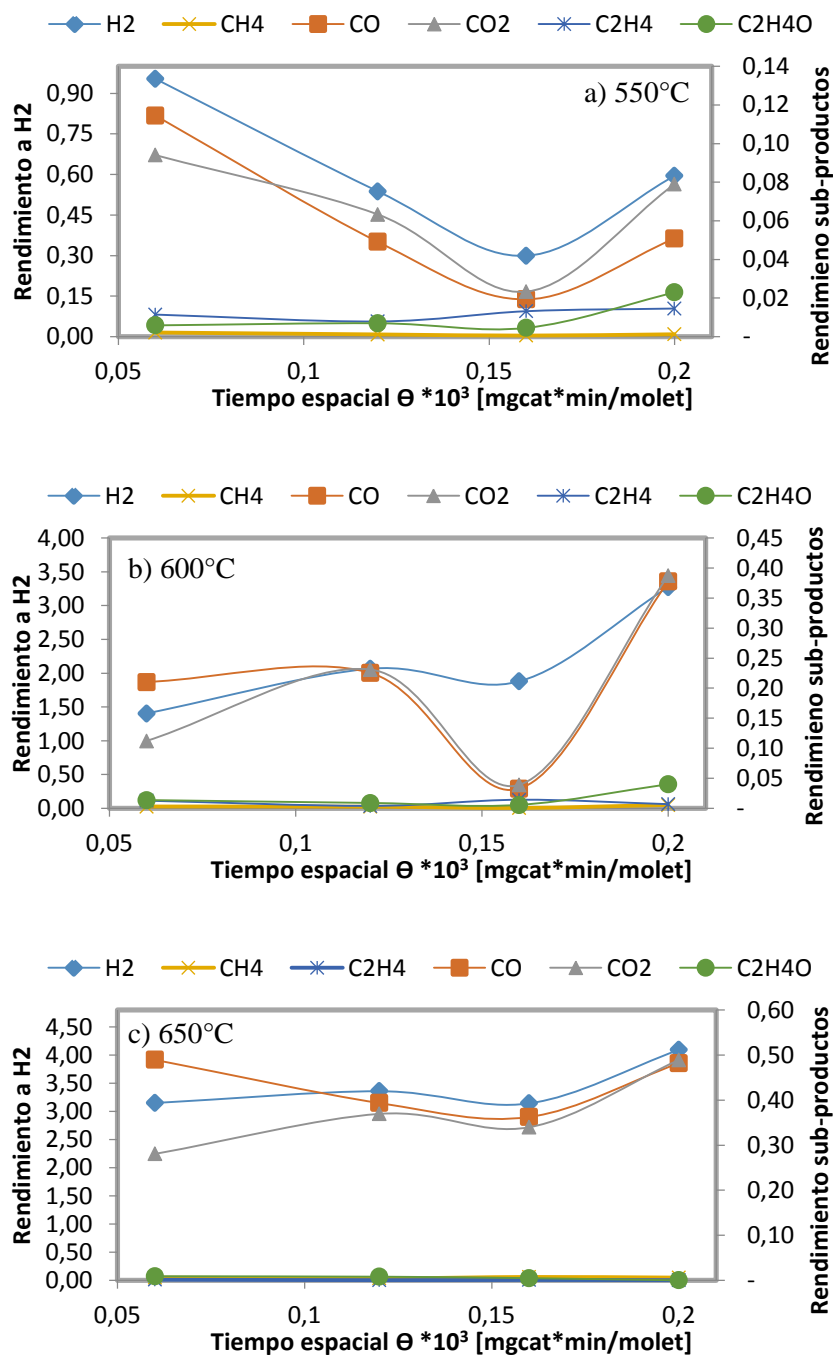 H2 CH4 CO CO2 C2H4 C2H4O
a) 550°C
Rendimiento a H2
0,90
0,75
0,60
0,45
0,30
0,15
0,00
0,14
0,12
0,10
0,08
0,06
0,04
0,02
-
Rendimieno sub-productos
0,05 0,1 0,15 0,2
Tiempo espacial ϴ *10³ [mgcat*min/molet]
H2 CH4 CO CO2 C2H4 C2H4O
b) 600°C
Rendimiento a H2
4,00
3,50
3,00
2,50
2,00
1,50
1,00
0,50
0,00
0,45
0,40
0,35
0,30
0,25
0,20
0,15
0,10
0,05
-
Rendimieno sub-productos
0,05 0,1 0,15 0,2
Tiempo espacial ϴ *10³ [mgcat*min/molet]
H2 CH4 C2H4 CO CO2 C2H4O
c) 650°C
Rendimiento a H2
4,50
4,00
3,50
3,00
2,50
2,00
1,50
1,00
0,50
0,00
0,60
0,50
0,40
0,30
0,20
0,10
-
Rendimiento sub-productos
0,05 0,1 0,15 0,2
Tiempo espacial ϴ *10³ [mgcat*min/molet]